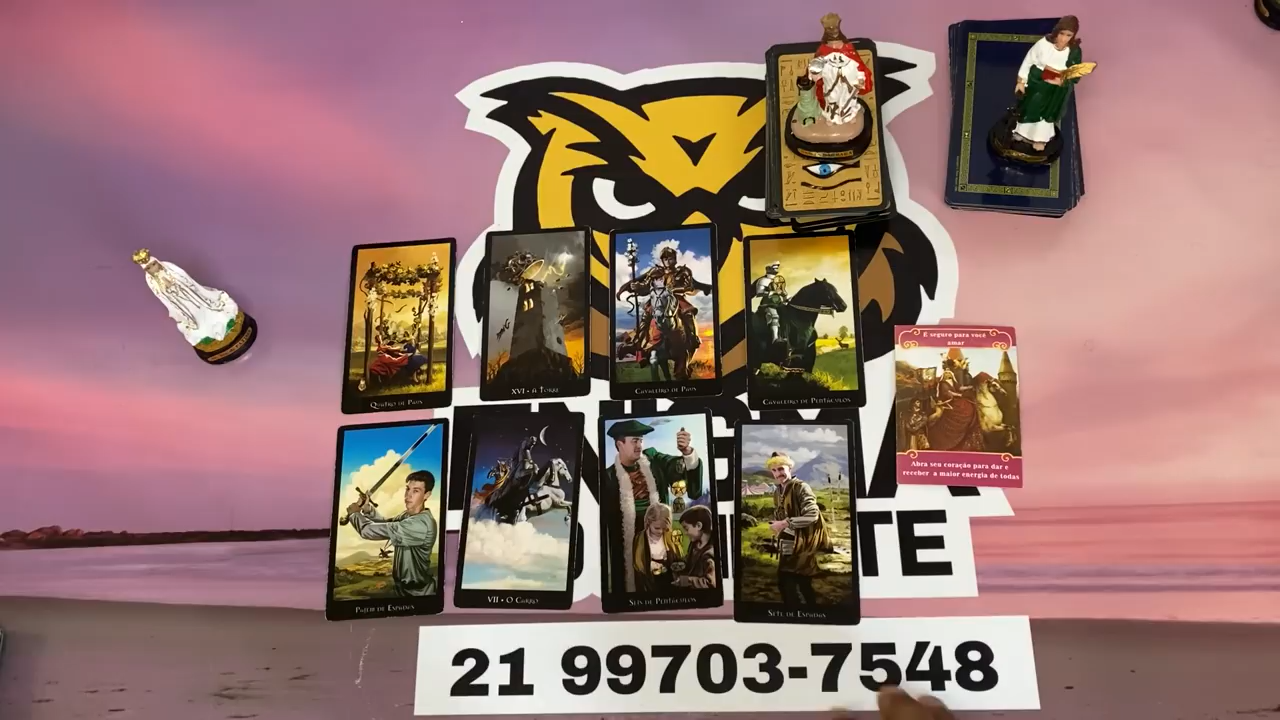 Quatro de Paus
XVI • A Torre
Cavaleiro de Paus
Cavaleiro de Pentáculos
É seguro para você
amar
Abra seu coração para dar e
receber a maior energia de todas
Pajem de Espadas
VII • O Carro
Seis de Pentáculos
Sete de Espadas
21 99703-7548